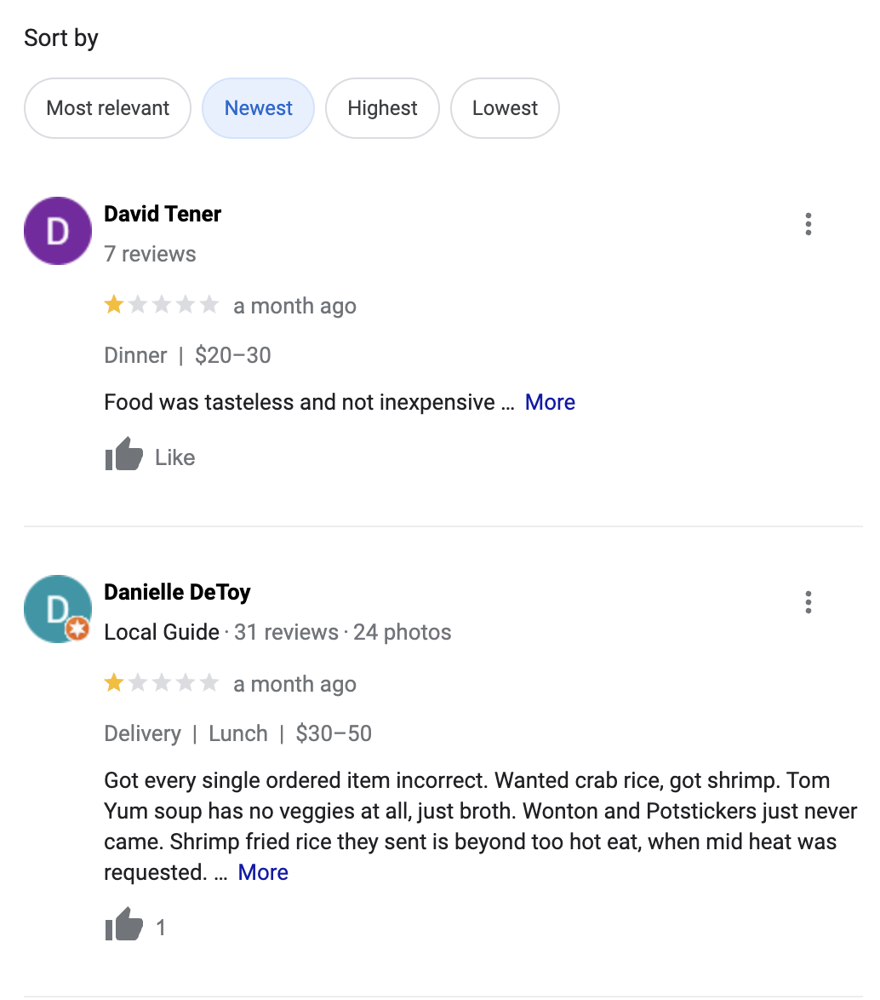 Sort by
Most relevant Newest Highest Lowest
D David Tener
7 reviews
a month ago
Dinner | $20–30
Food was tasteless and not inexpensive … More
Like
D Danielle DeToy
Local Guide · 31 reviews · 24 photos
a month ago
Delivery | Lunch | $30–50
Got every single ordered item incorrect. Wanted crab rice, got shrimp. Tom
Yum soup has no veggies at all, just broth. Wonton and Potstickers just never
came. Shrimp fried rice they sent is beyond too hot eat, when mid heat was
requested. … More
1